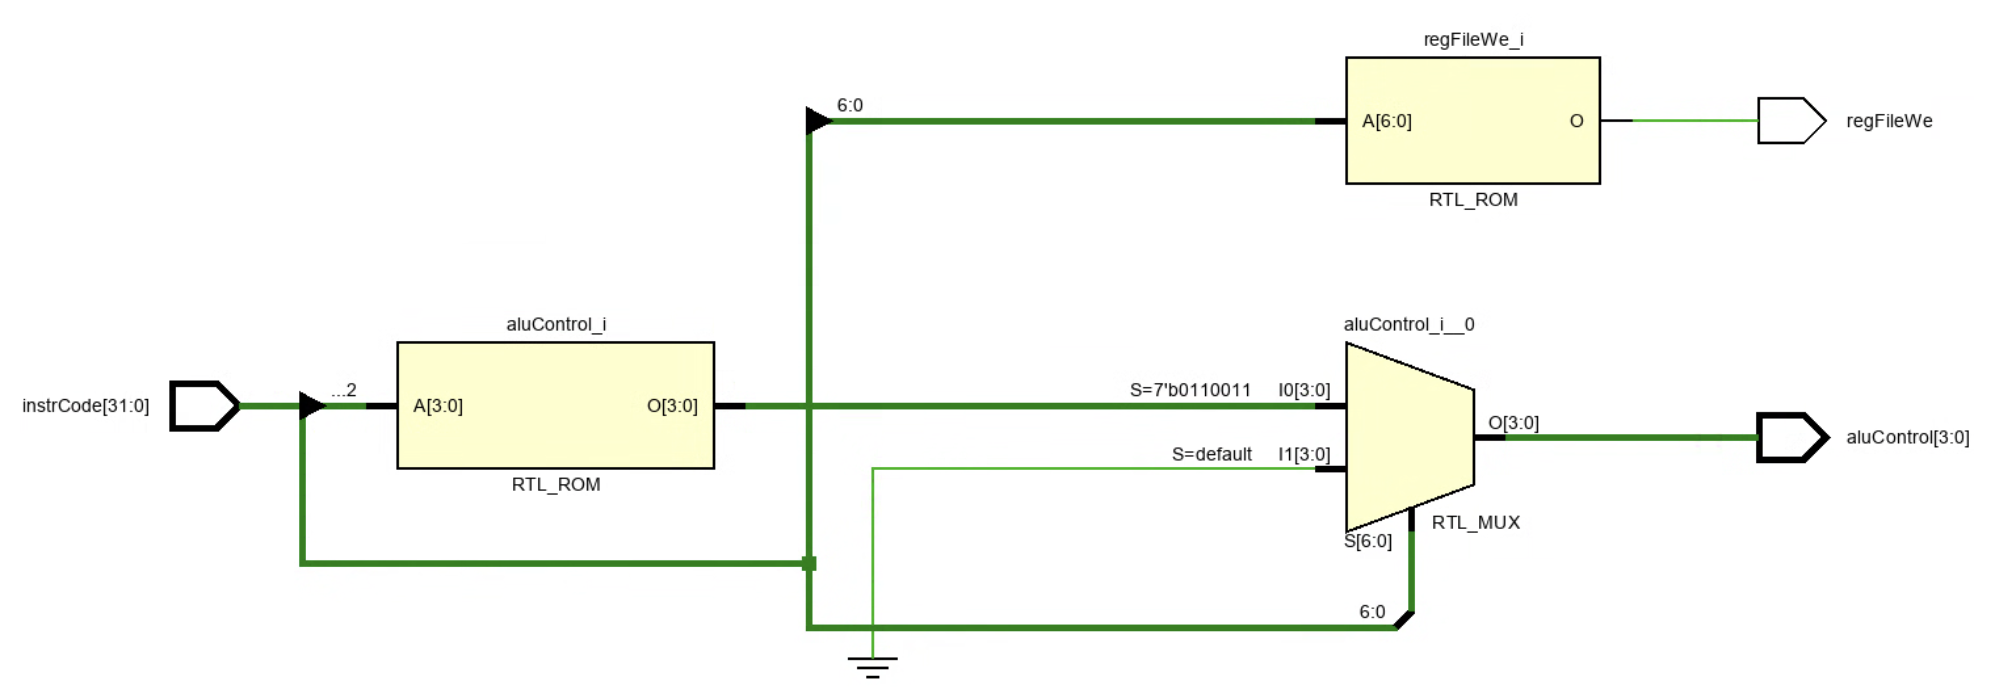 regFileWe_i
6:0
A[6:0]
O
regFileWe
RTL_ROM
aluControl_i
aluControl_i__0
instrCode[31:0]
...2
A[3:0]
O[3:0]
S=7'b0110011
I0[3:0]
O[3:0]
aluControl[3:0]
S=default
I1[3:0]
RTL_ROM
RTL_MUX
S[6:0]
6:0